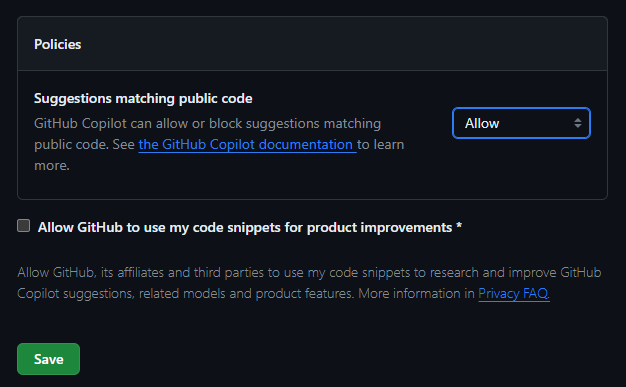 Policies
Suggestions matching public code
GitHub Copilot can allow or block suggestions matching
public code. See the GitHub Copilot documentation to learn
more.
Allow
Allow GitHub to use my code snippets for product improvements *
Allow GitHub, its affiliates and third parties to use my code snippets to research and improve GitHub
Copilot suggestions, related models and product features. More information in Privacy FAQ.
Save